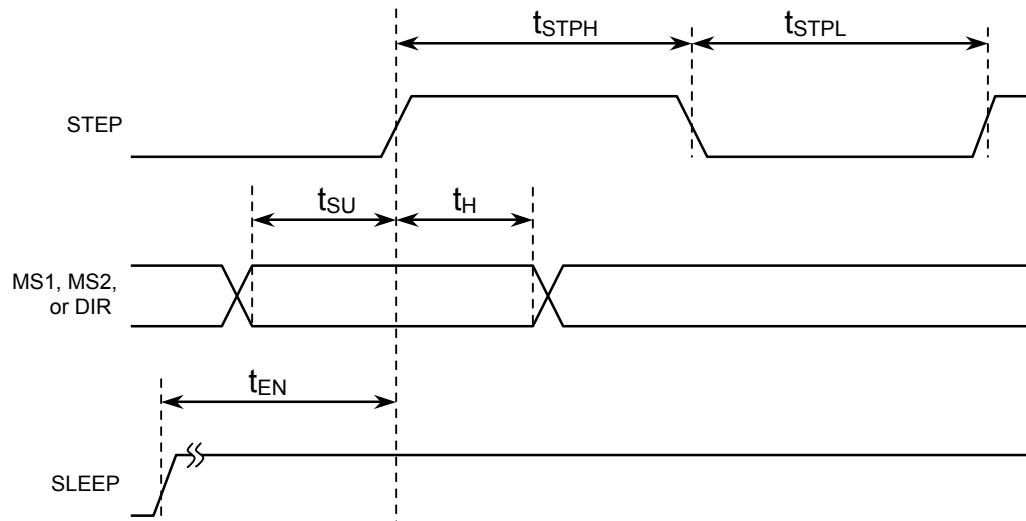 tSTPH
tSTPL
STEP
tSU
tH
MS1, MS2,
or DIR
tEN
SLEEP